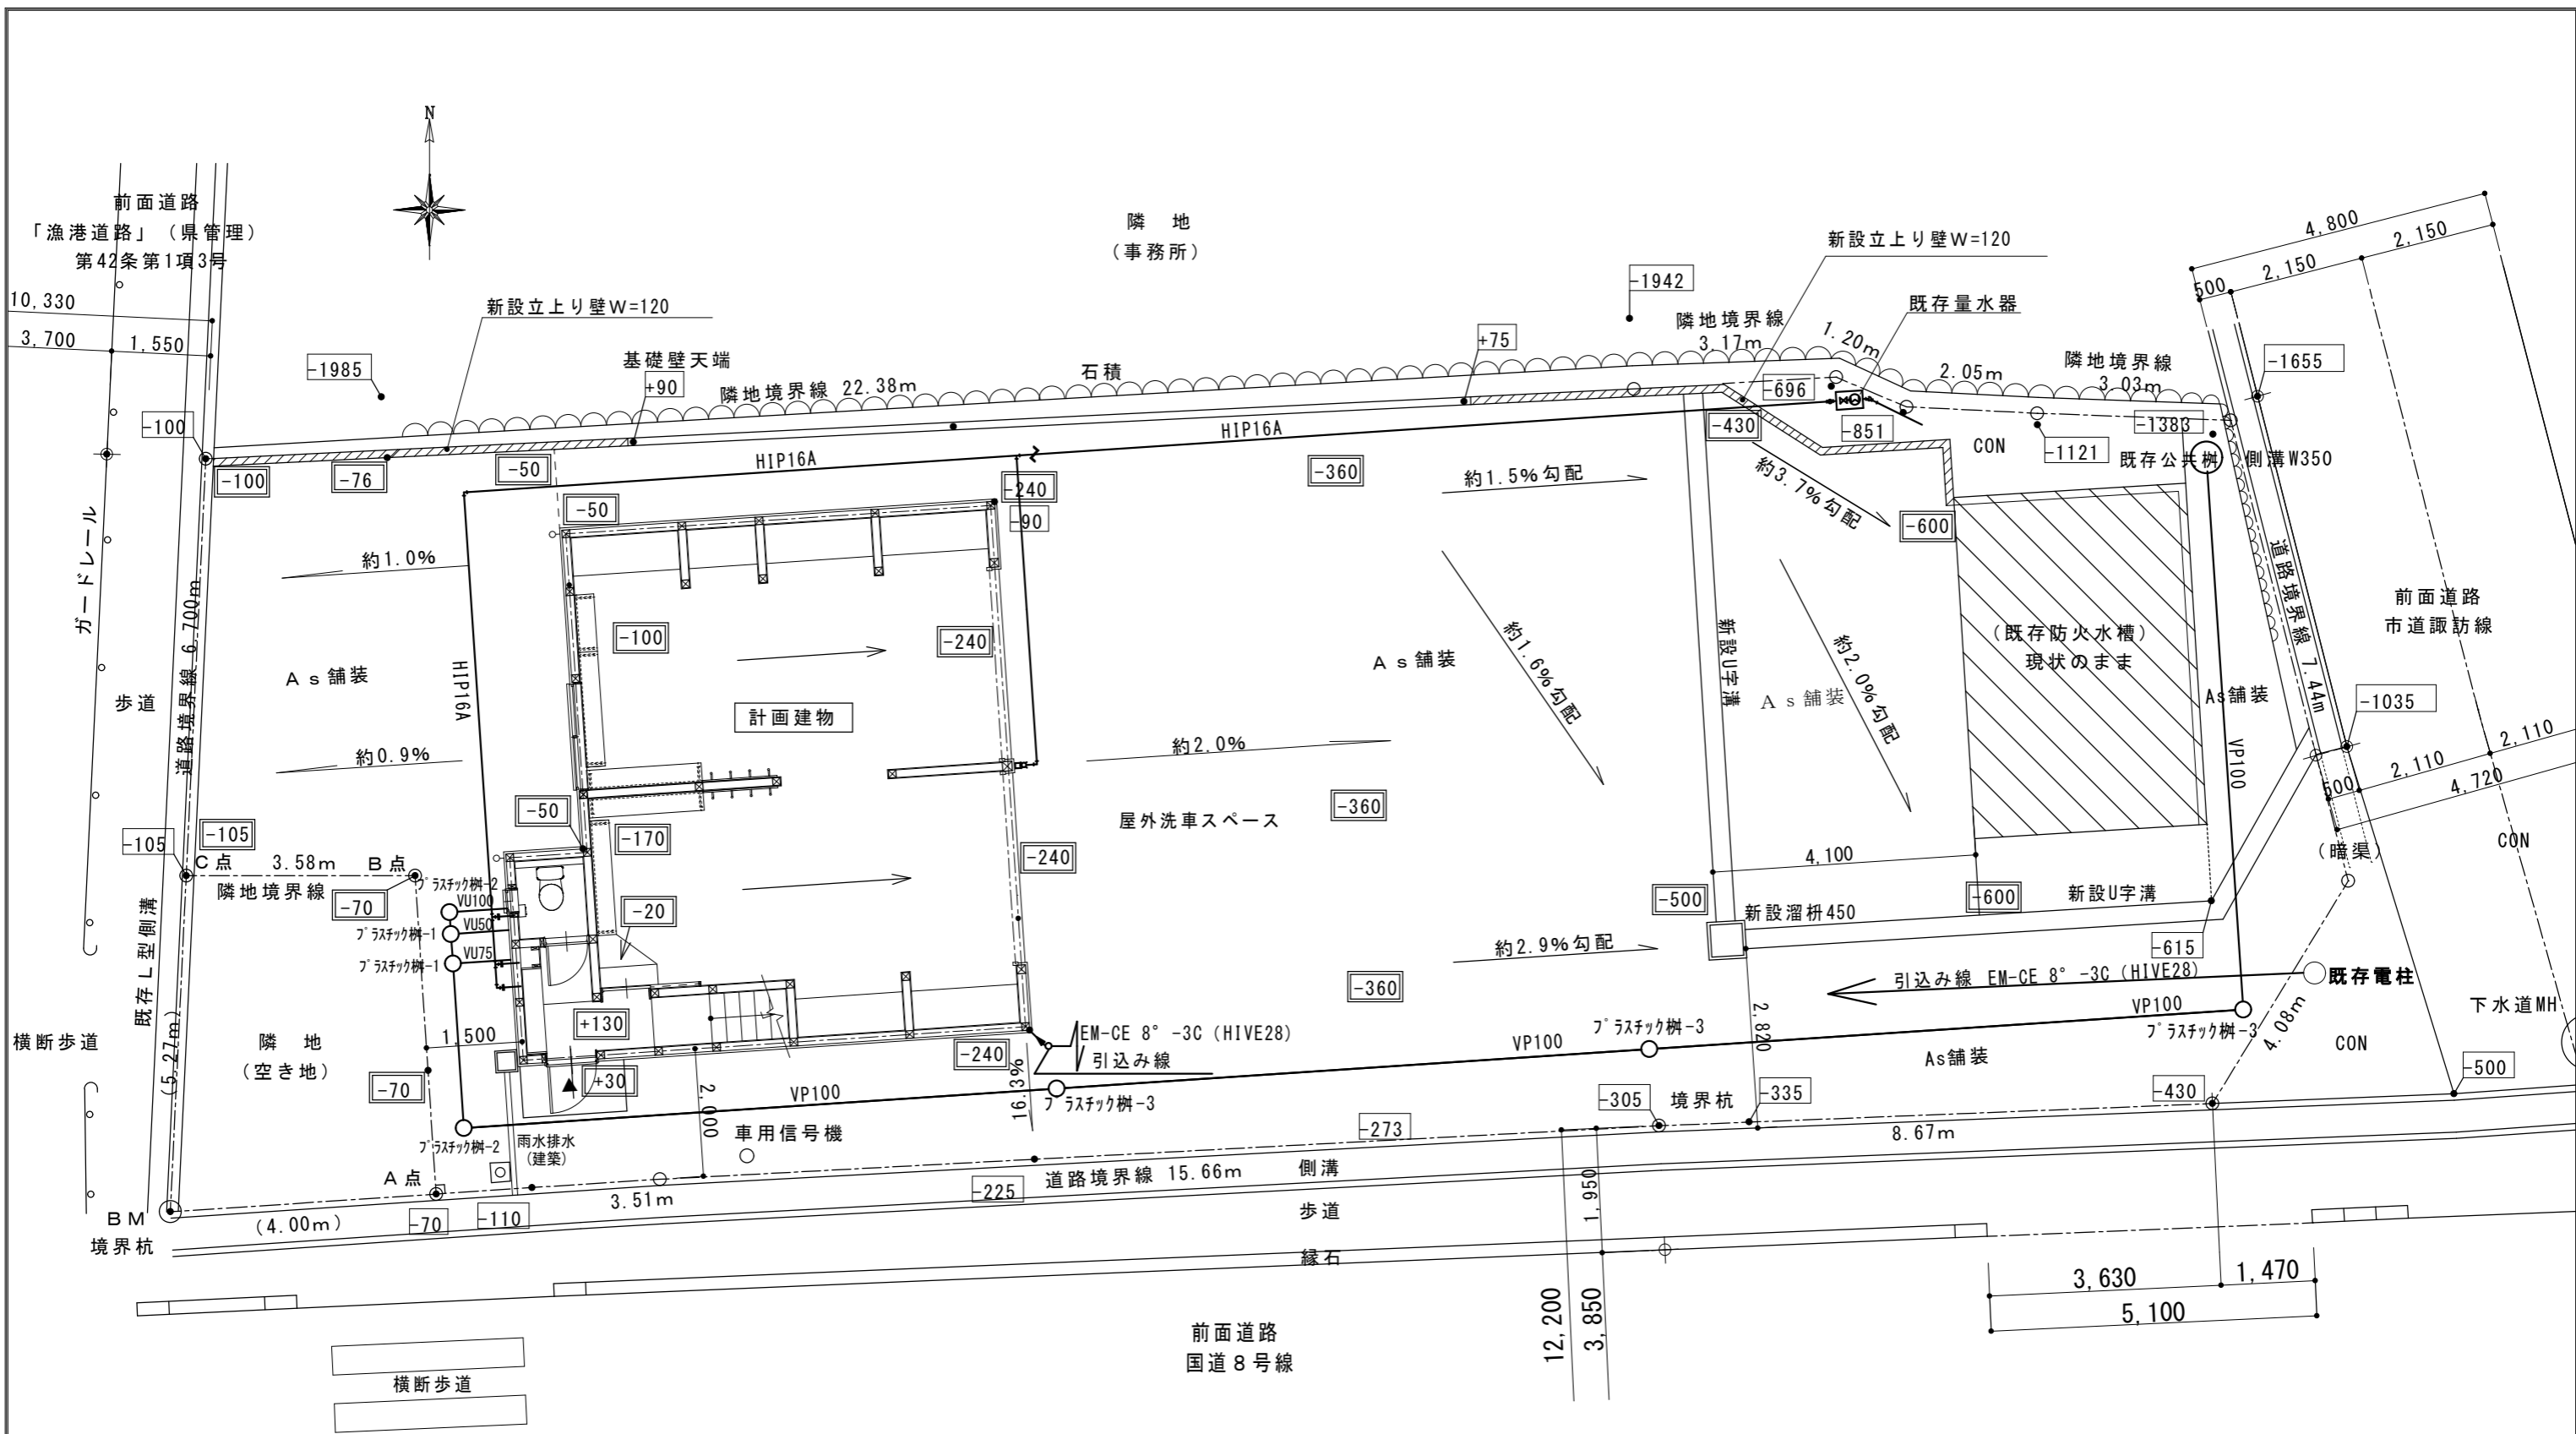 N
前面道路
「漁港道路」（県管理）
第42条第1項3号
10,330
3,700
1,550
隣　地
（事務所）
新設立上り壁W=120
新設立上り壁W=120
基礎壁天端
+90
隣地境界線 22.38m
石積
-1985
-1942
+75
隣地境界線
3.17m
1.20m
既存量水器
2.05m
隣地境界線
3.03m
4,800
500
2,150
2,150
-1655
-100
-100
-76
-50
-50
HIP16A
HIP16A
-240
-90
-360
約1.5%勾配
-696
-430
-851
約3.7%勾配
-600
CON
-1121
-1383
既存公共桝
側溝W350
ガードレール
約1.0%
道路境界線 6.700m
As舗装
歩道
約0.9%
HIP16A
-100
-240
計画建物
As舗装
約1.6%勾配
新設U字溝
As舗装
約2.0%勾配
（既存防火水槽）
現状のまま
道路境界線 7.44m
前面道路
市道諏訪線
As舗装
VP100
-1035
2,110
2,110
500
4,720
CON
（暗渠）
約2.0%
-360
屋外洗車スペース
-50
-170
-240
-105
-105
C点
3.58m
B点
隣地境界線
-70
プラスチック桝-2
VU100
VU50
プラスチック桝-1
VU75
プラスチック桝-1
-20
4,100
-500
新設溜枡450
-600
新設U字溝
-615
約2.9%勾配
-360
引込み線 EM-CE 8°-3C（HIVE28）
既存電柱
既存L型側溝
(5.27m)
横断歩道
隣　地
（空き地）
1,500
+130
+30
-70
2,000
-240
16.3%
EM-CE 8°-3C（HIVE28）
引込み線
VP100
プラスチック桝-3
VP100
プラスチック桝-3
2,820
VP100
プラスチック桝-3
4.08m
下水道MH
CON
As舗装
-500
-305
境界杭
-335
-430
-273
8.67m
プラスチック桝-2
雨水排水
（建築）
車用信号機
A点
BM
境界杭
(4.00m)
-70
-110
3.51m
-225
道路境界線 15.66m
側溝
歩道
縁石
1,950
12,200
3,850
3,630
1,470
5,100
前面道路
国道8号線
横断歩道